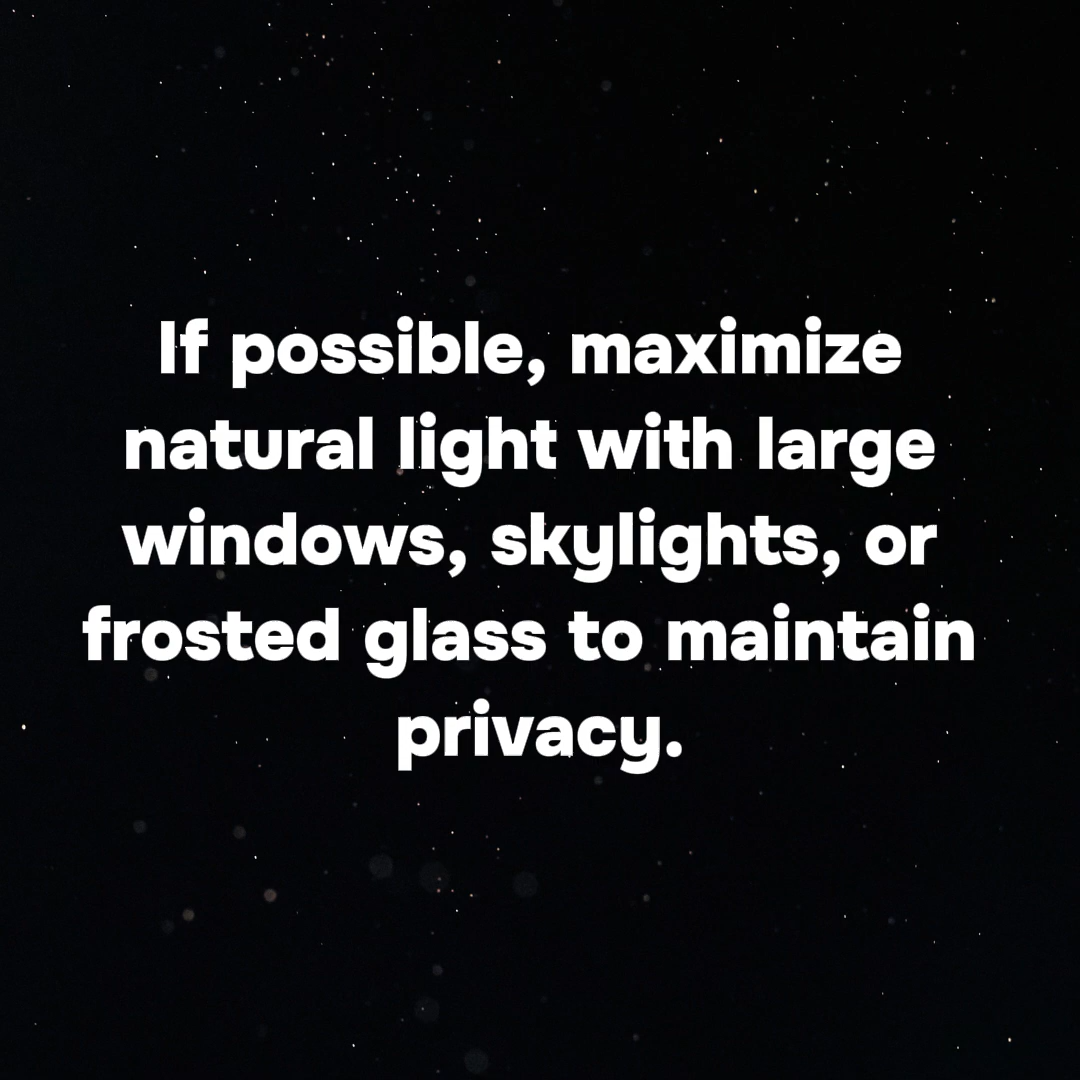 If possible, maximize
natural light with large
windows, skylights, or
frosted glass to maintain
privacy.